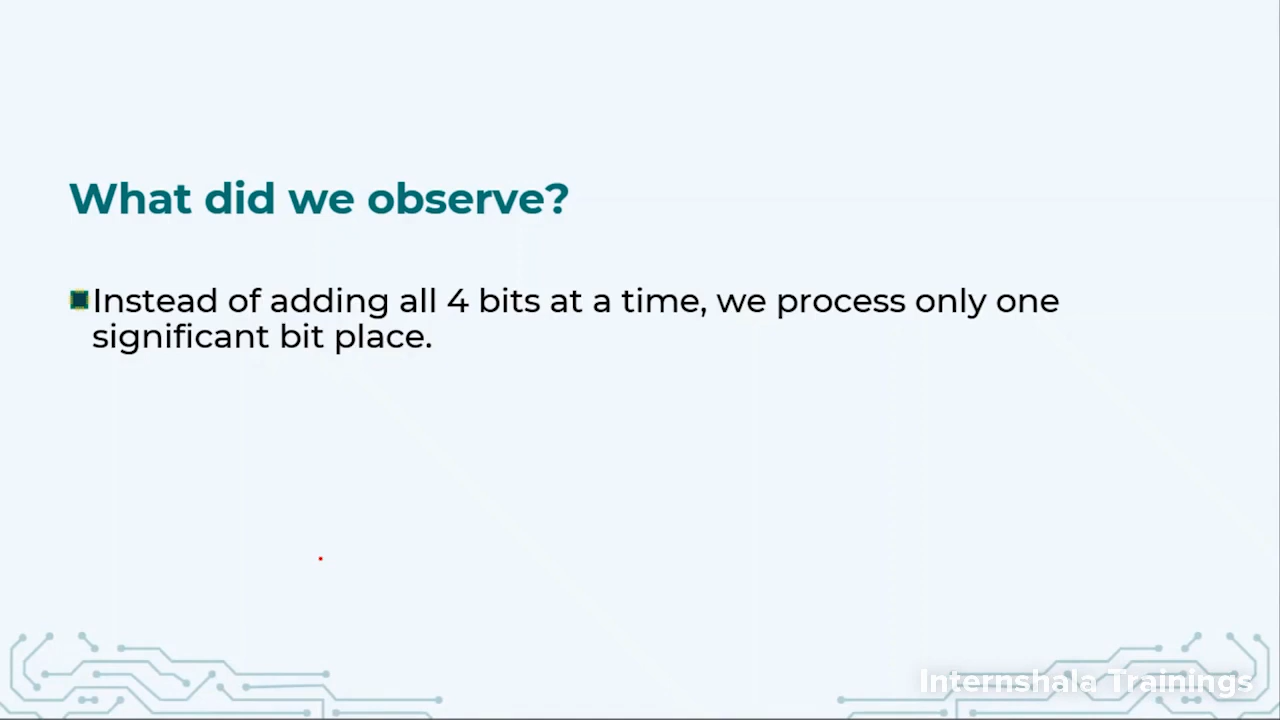 What did we observe?
Instead of adding all 4 bits at a time, we process only one
significant bit place.
Internshala Trainings